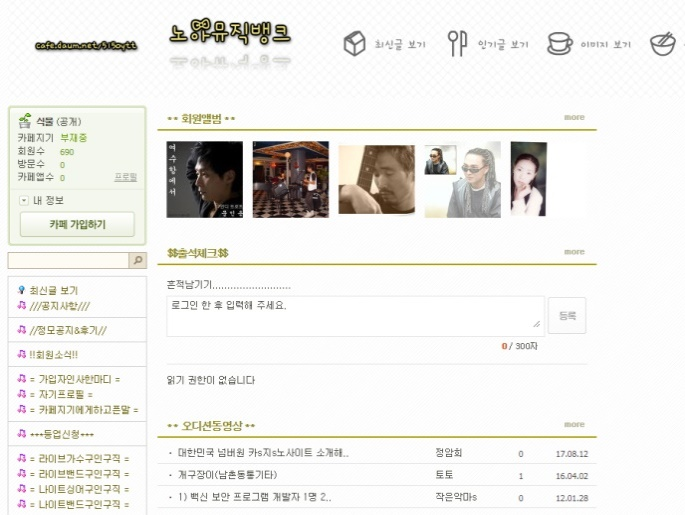 cafe.daum.net/513aytt
노유뮤직뱅크
최신글 보기
인기글 보기
이미지 보기
석물 (공개)
카페지기 부재중
회원수 690
방문수 0
카페앱수 0
프로필
내 정보
카페 가입하기
최신글 보기
///공지사항///
//정모공지&후기//
!!회원소식!!
= 가입자인사한마디 =
= 자기프로필 =
= 카페지기에게하고픈말 =
+++등업신청+++
= 라이브가수구인구직 =
= 라이브밴드구인구직 =
= 나이트싱어구인구직 =
= 나이트밴드구인구직 =
회원앨범
more
여수항에서
$$출석체크$$
more
흔적남기기..........................
로그인 한 후 입력해 주세요.
등록
0 / 300자
읽기 권한이 없습니다
오디션동영상
more
· 대한민국 넘버원 카s지s노사이트 소개해.. 정암희 0 17.08.12
· 개구장이(남촌동통기타) 토토 1 16.04.02
· 1) 백신 보안 프로그램 개발자 1명 2.. 작은악마s 0 12.01.28